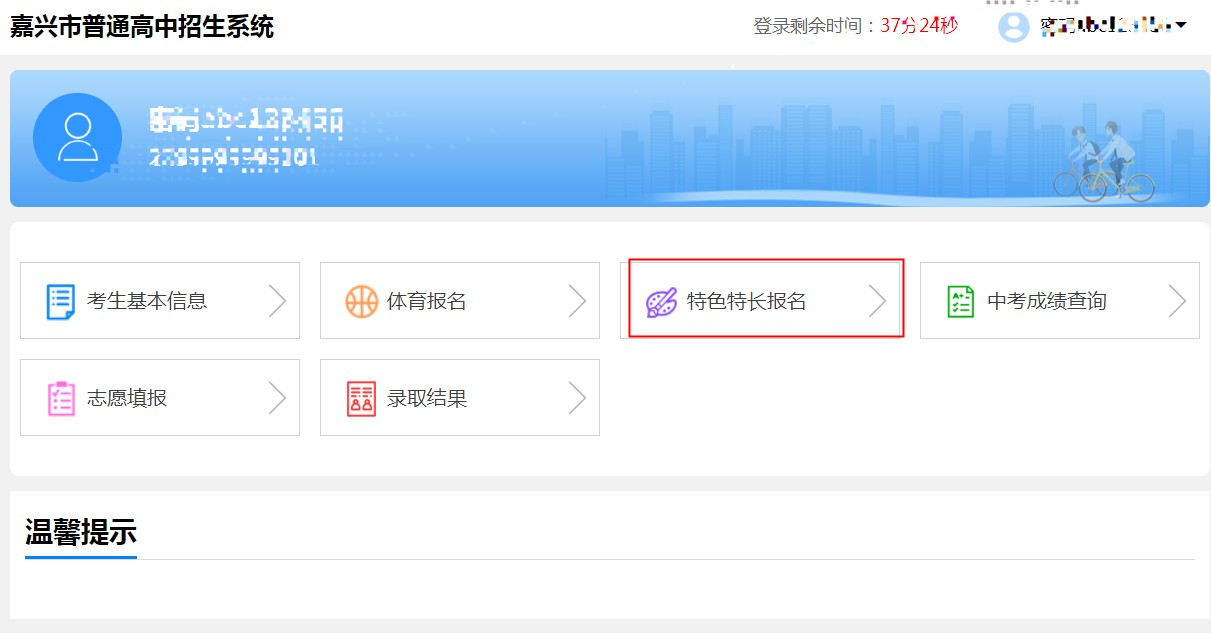 嘉兴市普通高中招生系统
登录剩余时间：37分24秒
考生基本信息
体育报名
特色特长报名
中考成绩查询
志愿填报
录取结果
温馨提示